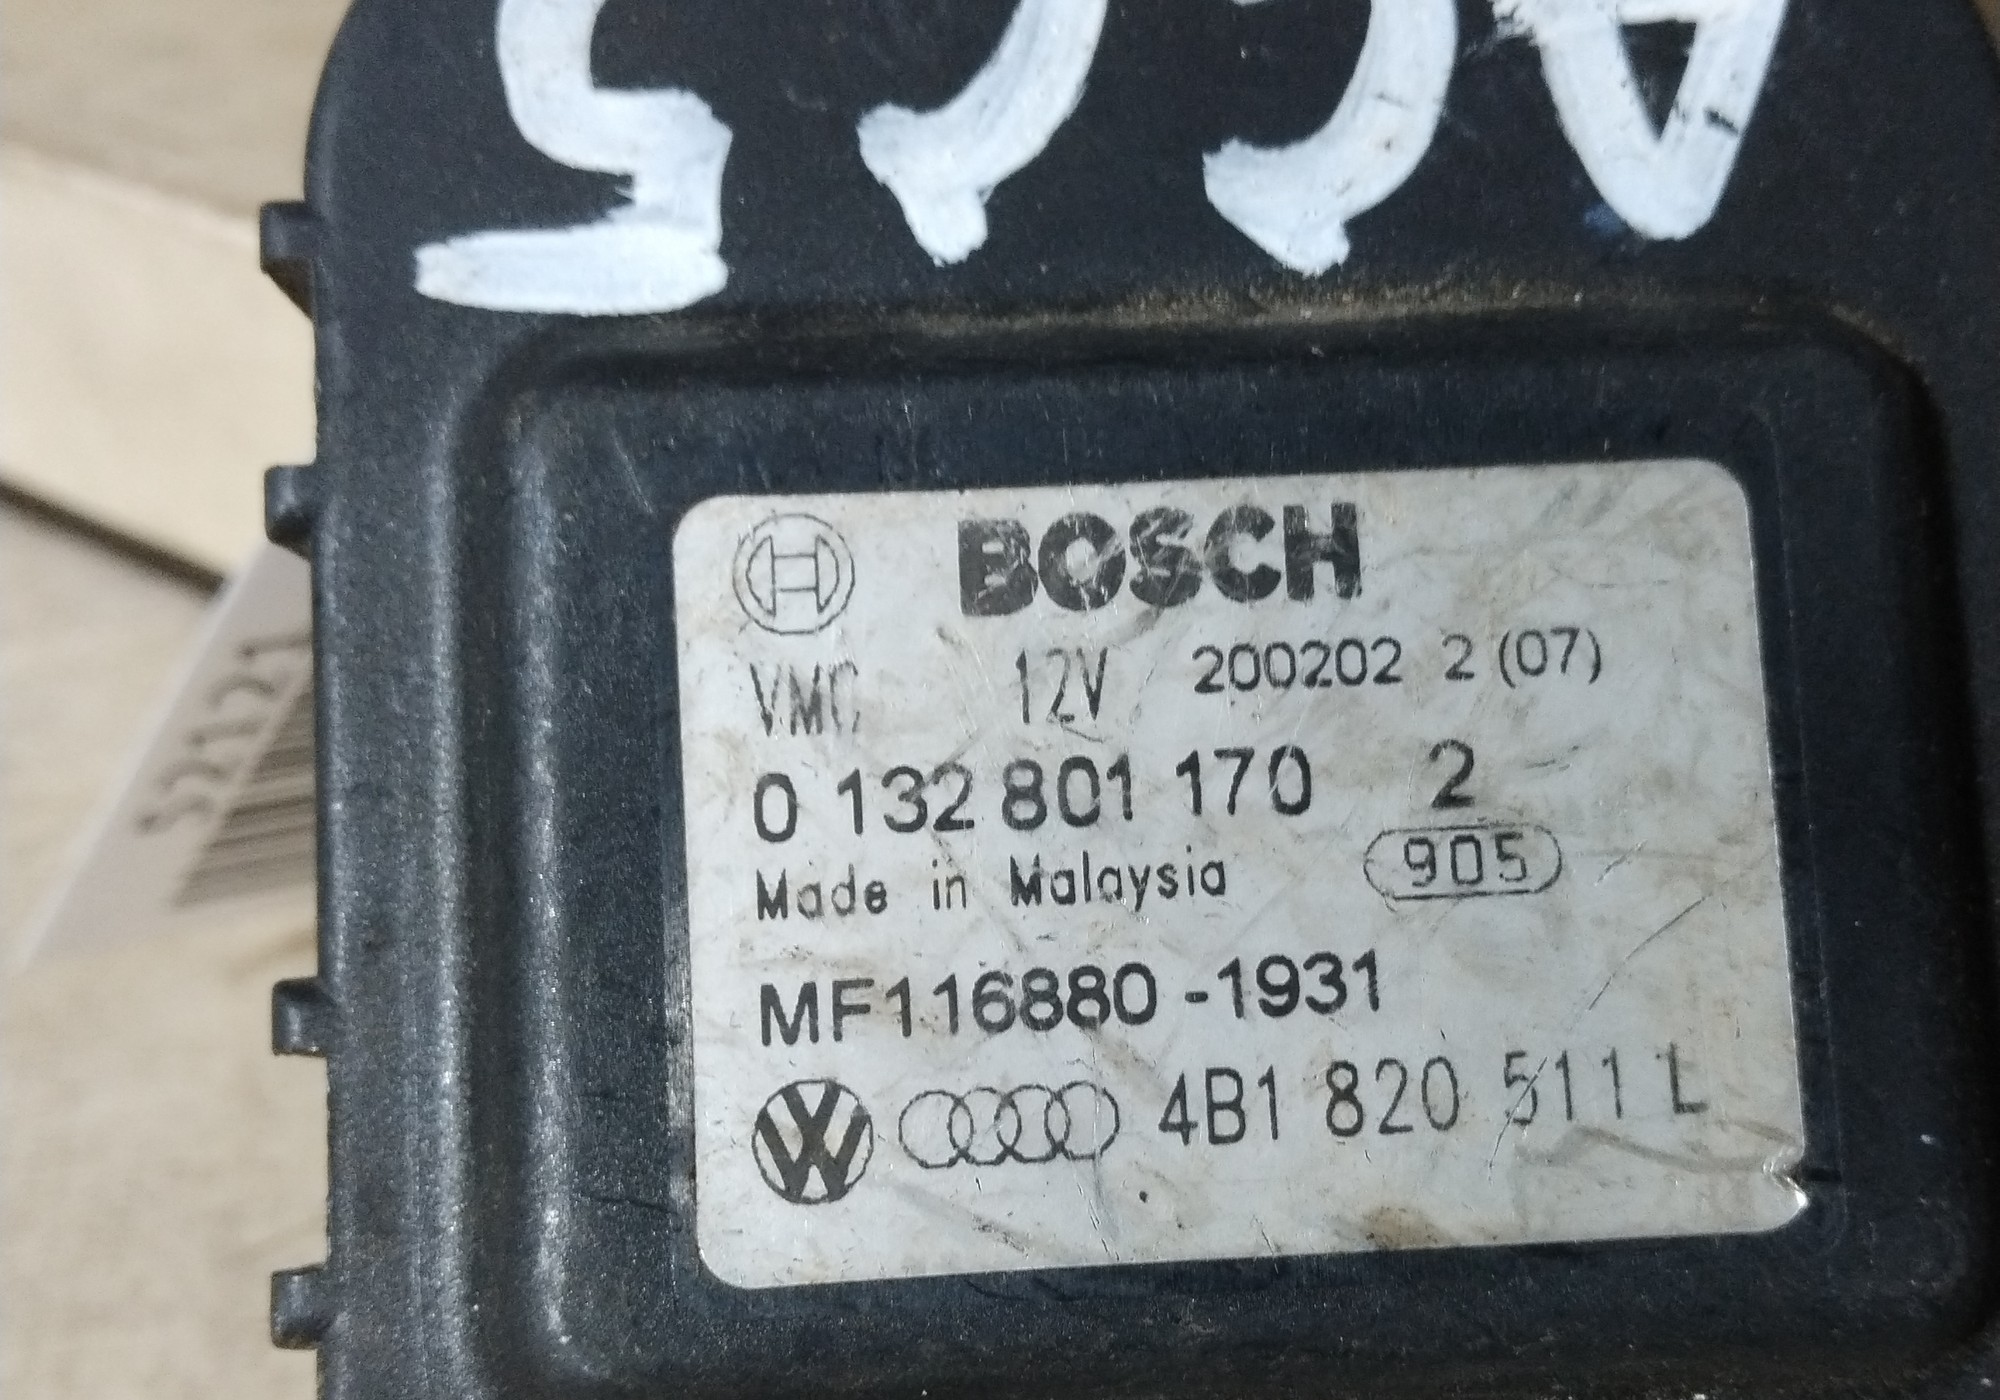 BOSCH
VMC 12V 200202 2 (07)
0 132 801 170 2
Made in Malaysia 905
MF116880 -1931
4B1 820 511 L
52121